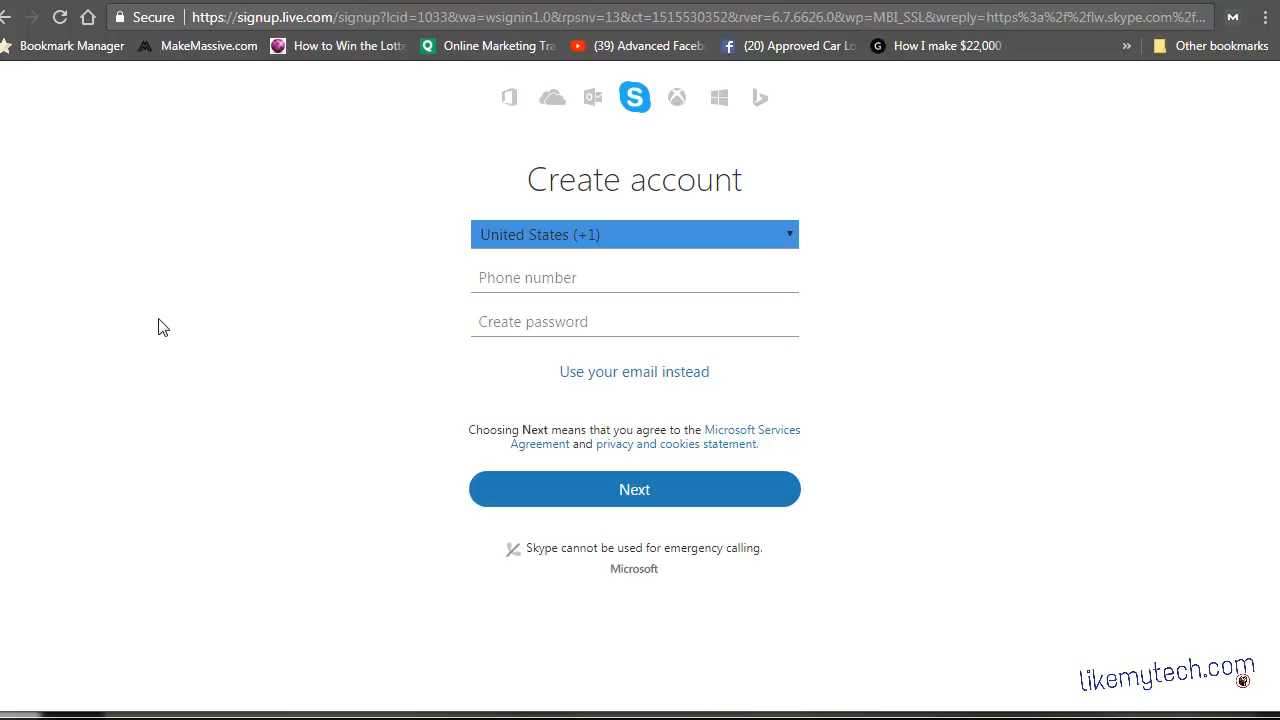 Secure https://signup.live.com/signup?lcid=1033&wa=wsignin1.0&rpsnv=13&ct=1515530552&rver=6.7.6626.0&wp=MBI_SSL&wreply=https%3a%2f%2flw.skype.com%2f... M
Bookmark Manager MakeMassive.com How to Win the Lotte Q Online Marketing Tra (39) Advanced Faceb (20) Approved Car Lo G How I make $22,000 » Other bookmarks
S
Create account
United States (+1)
Phone number
Create password
Use your email instead
Choosing Next means that you agree to the Microsoft Services
Agreement and privacy and cookies statement.
Next
Skype cannot be used for emergency calling.
Microsoft
likemytech.com